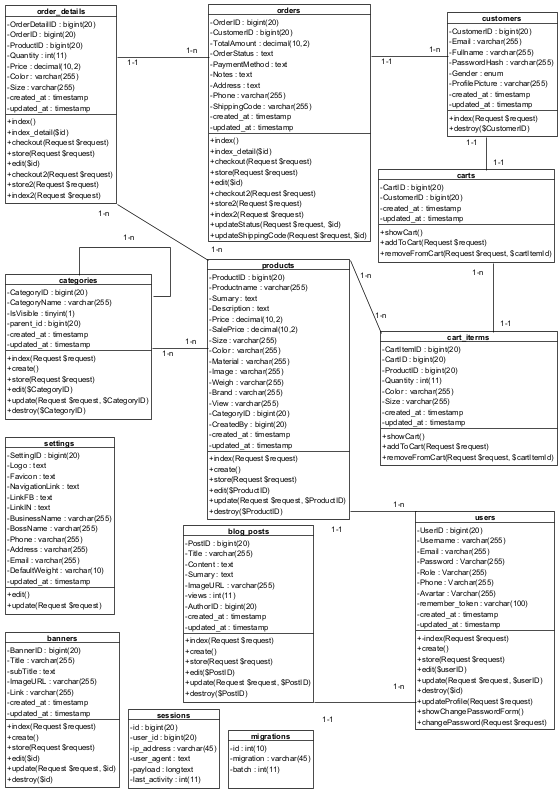 order_details
-OrderDetailID : bigint(20)
-OrderID : bigint(20)
-ProductID : bigint(20)
-Quantity : int(11)
-Price : decimal(10,2)
-Color : varchar(255)
-Size : varchar(255)
-created_at : timestamp
-updated_at : timestamp
+index()
+index_detail($id)
+checkout(Request $request)
+store(Request $request)
+edit($id)
+checkout2(Request $request)
+store2(Request $request)
+index2(Request $request)
1-n
1-1
orders
-OrderID : bigint(20)
-CustomerID : bigint(20)
-TotalAmount : decimal(10,2)
-OrderStatus : text
-PaymentMethod : text
-Notes : text
-Address : text
-Phone : varchar(255)
-ShippingCode : varchar(255)
-created_at : timestamp
-updated_at : timestamp
+index()
+index_detail($id)
+checkout(Request $request)
+store(Request $request)
+edit($id)
+checkout2(Request $request)
+store2(Request $request)
+index2(Request $request)
+updateStatus(Request $request, $id)
+updateShippingCode(Request $request, $id)
1-n
1-1
customers
-CustomerID : bigint(20)
-Email : varchar(255)
-Fullname : varchar(255)
-PasswordHash : varchar(255)
-Gender : enum
-ProfilePicture : varchar(255)
-created_at : timestamp
-updated_at : timestamp
+index(Request $request)
+destroy($CustomerID)
1-1
1-1
carts
-CartID : bigint(20)
-CustomerID : bigint(20)
-created_at : timestamp
-updated_at : timestamp
+showCart()
+addToCart(Request $request)
+removeFromCart(Request $request, $cartItemId)
1-n
1-1
1-n
1-n
1-n
categories
-CategoryID : bigint(20)
-CategoryName : varchar(255)
-IsVisible : tinyint(1)
-parent_id : bigint(20)
-created_at : timestamp
-updated_at : timestamp
+index(Request $request)
+create()
+store(Request $request)
+edit($CategoryID)
+update(Request $request, $CategoryID)
+destroy($CategoryID)
1-n
1-n
products
-ProductID : bigint(20)
-Productname : varchar(255)
-Sumary : text
-Description : text
-Price : decimal(10,2)
-SalePrice : decimal(10,2)
-Size : varchar(255)
-Color : varchar(255)
-Material : varchar(255)
-Image : varchar(255)
-Weigh : varchar(255)
-Brand : varchar(255)
-View : varchar(255)
-CategoryID : bigint(20)
-CreatedBy : bigint(20)
-created_at : timestamp
-updated_at : timestamp
+index(Request $request)
+create()
+store(Request $request)
+edit($ProductID)
+update(Request $request, $ProductID)
+destroy($ProductID)
1-n
1-n
cart_iterms
-CartItemID : bigint(20)
-CartID : bigint(20)
-ProductID : bigint(20)
-Quantity : int(11)
-Color : varchar(255)
-Size : varchar(255)
-created_at : timestamp
-updated_at : timestamp
+showCart()
+addToCart(Request $request)
+removeFromCart(Request $request, $cartItemId)
settings
-SettingID : bigint(20)
-Logo : text
-Favicon : text
-NavigationLink : text
-LinkFB : text
-LinkIN : text
-BusinessName : varchar(255)
-BossName : varchar(255)
-Phone : varchar(255)
-Address : varchar(255)
-Email : varchar(255)
-DefaultWeight : varchar(10)
-updated_at : timestamp
+edit()
+update(Request $request)
1-n
1-1
blog_posts
-PostID : bigint(20)
-Title : varchar(255)
-Content : text
-Sumary : text
-ImageURL : varchar(255)
-views : int(11)
-AuthorID : bigint(20)
-created_at : timestamp
-updated_at : timestamp
+index(Request $request)
+create()
+store(Request $request)
+edit($PostID)
+update(Request $request, $PostID)
+destroy($PostID)
1-n
1-1
users
-UserID : bigint(20)
-Username : varchar(255)
-Email : varchar(255)
-Password : Varchar(255)
-Role : Varchar(255)
-Phone : Varchar(255)
-Avartar : Varchar(255)
-remember_token : varchar(100)
-created_at : timestamp
-updated_at : timestamp
+-index(Request $request)
+create()
+store(Request $request)
+edit($userID)
+update(Request $request, $userID)
+destroy($id)
+updateProfile(Request $request)
+showChangePasswordForm()
+changePassword(Request $request)
banners
-BannerID : bigint(20)
-Title : varchar(255)
-subTitle : text
-ImageURL : varchar(255)
-Link : varchar(255)
-created_at : timestamp
-updated_at : timestamp
+index(Request $request)
+create()
+store(Request $request)
+edit($id)
+update(Request $request, $id)
+destroy($id)
sessions
-id : bigint(20)
-user_id : bigint(20)
-ip_address : varchar(45)
-user_agent : text
-payload : longtext
-last_activity : int(11)
migrations
-id : int(10)
-migration : varchar(45)
-batch : int(11)